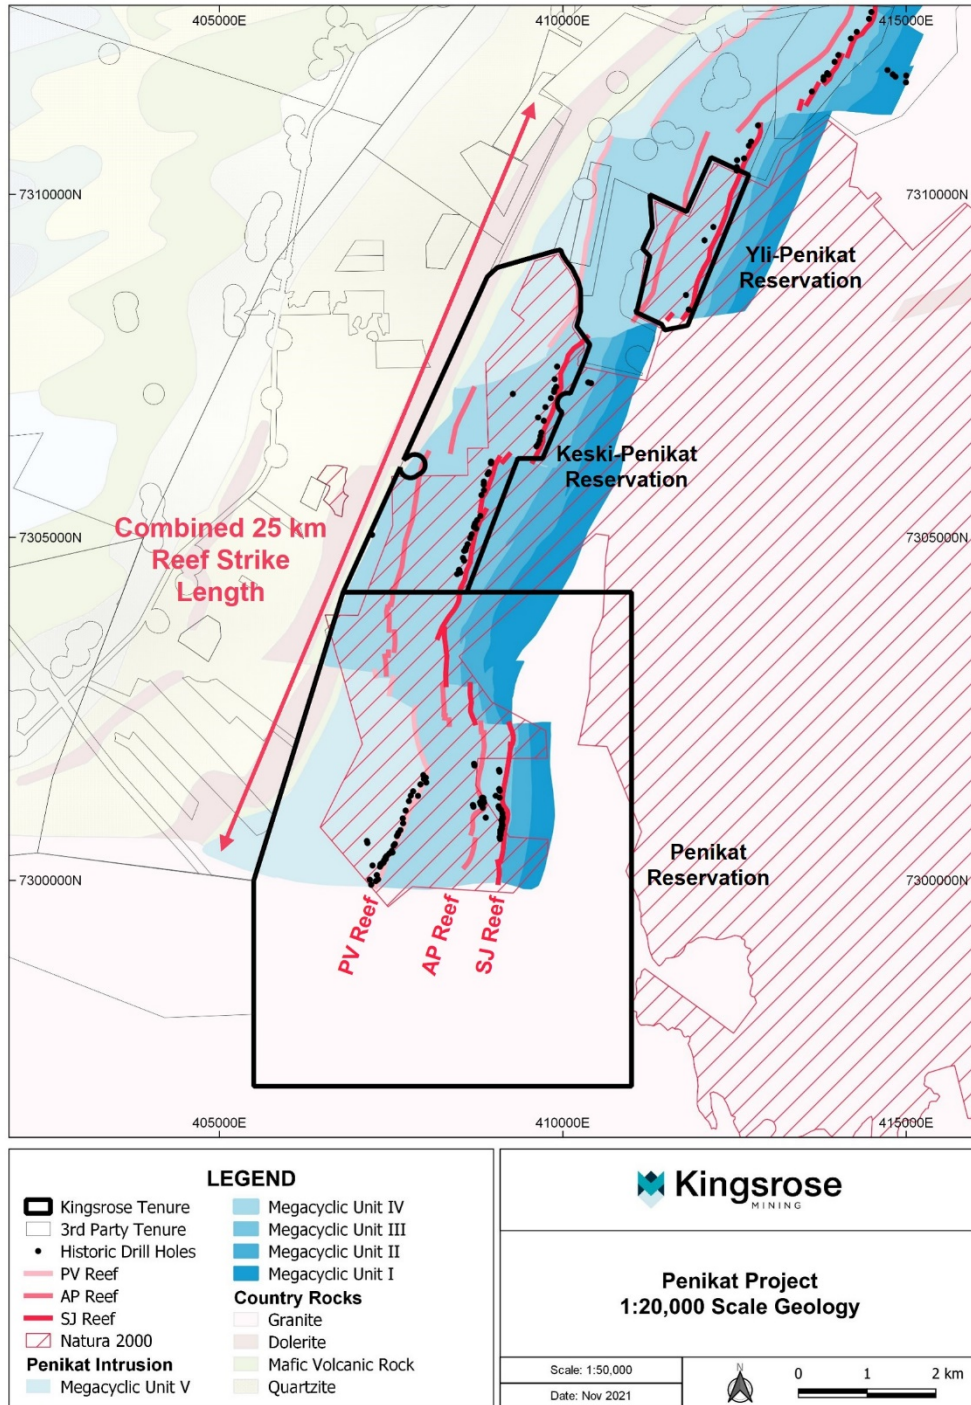 405000E
410000E
415000E
7310000N
7310000N
Yli-Penikat
Reservation
Keski-Penikat
Reservation
Combined 25 km
Reef Strike
Length
7305000N
7305000N
Penikat
Reservation
7300000N
7300000N
PV Reef
AP Reef
SJ Reef
405000E
410000E
415000E
LEGEND
Kingsrose Tenure
3rd Party Tenure
Historic Drill Holes
PV Reef
AP Reef
SJ Reef
Natura 2000
Penikat Intrusion
Megacyclic Unit V
Megacyclic Unit IV
Megacyclic Unit III
Megacyclic Unit II
Megacyclic Unit I
Country Rocks
Granite
Dolerite
Mafic Volcanic Rock
Quartzite
Kingsrose
MINING
Penikat Project
1:20,000 Scale Geology
Scale: 1:50,000
Date: Nov 2021
N
0 1 2 km